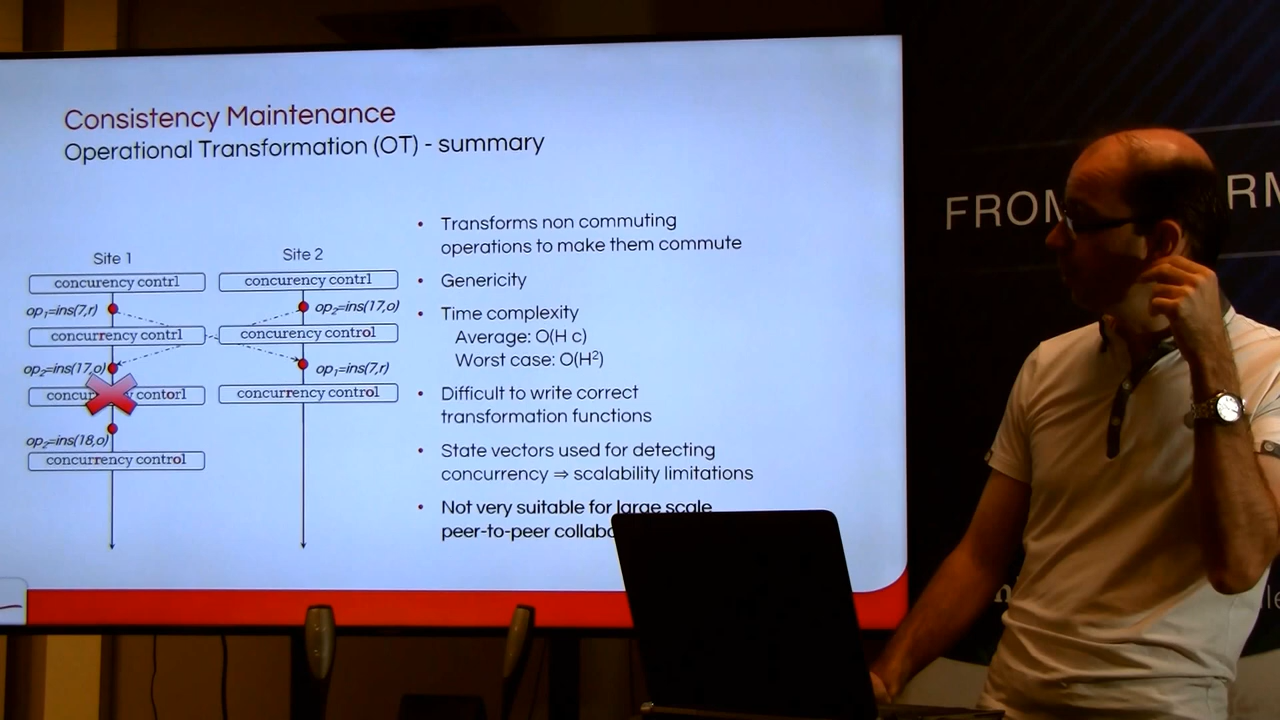 Consistency Maintenance
Operational Transformation (OT) - summary
Site 1
Site 2
concurency contrl
concurency contrl
op₁=ins(7,r)
op₂=ins(17,o)
concurrency contrl
concurency control
op₂=ins(17,o)
op₁=ins(7,r)
concu y contorl
concurrency control
op₂=ins(18,o)
concurrency control
• Transforms non commuting
operations to make them commute
• Genericity
• Time complexity
Average: O(H c)
Worst case: O(H²)
• Difficult to write correct
transformation functions
• State vectors used for detecting
concurrency ⇒ scalability limitations
• Not very suitable for large scale
peer-to-peer collabo
FROM RM